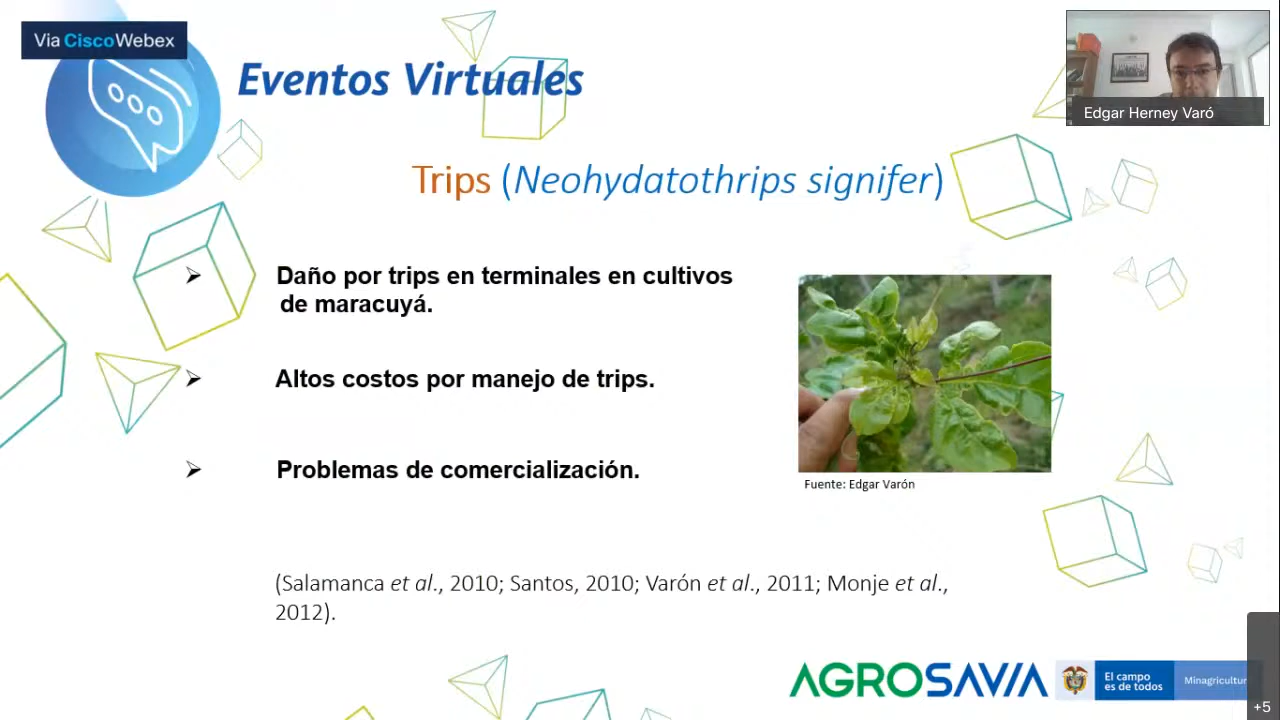 Via CiscoWebex
Eventos Virtuales
Edgar Herney Varó
Trips (Neohydatothrips signifer)
Daño por trips en terminales en cultivos
de maracuyá.
Altos costos por manejo de trips.
Problemas de comercialización.
Fuente: Edgar Varón
(Salamanca et al., 2010; Santos, 2010; Varón et al., 2011; Monje et al.,
2012).
AGROSAVIA
El campo
es de todos
Minagricultur
+5